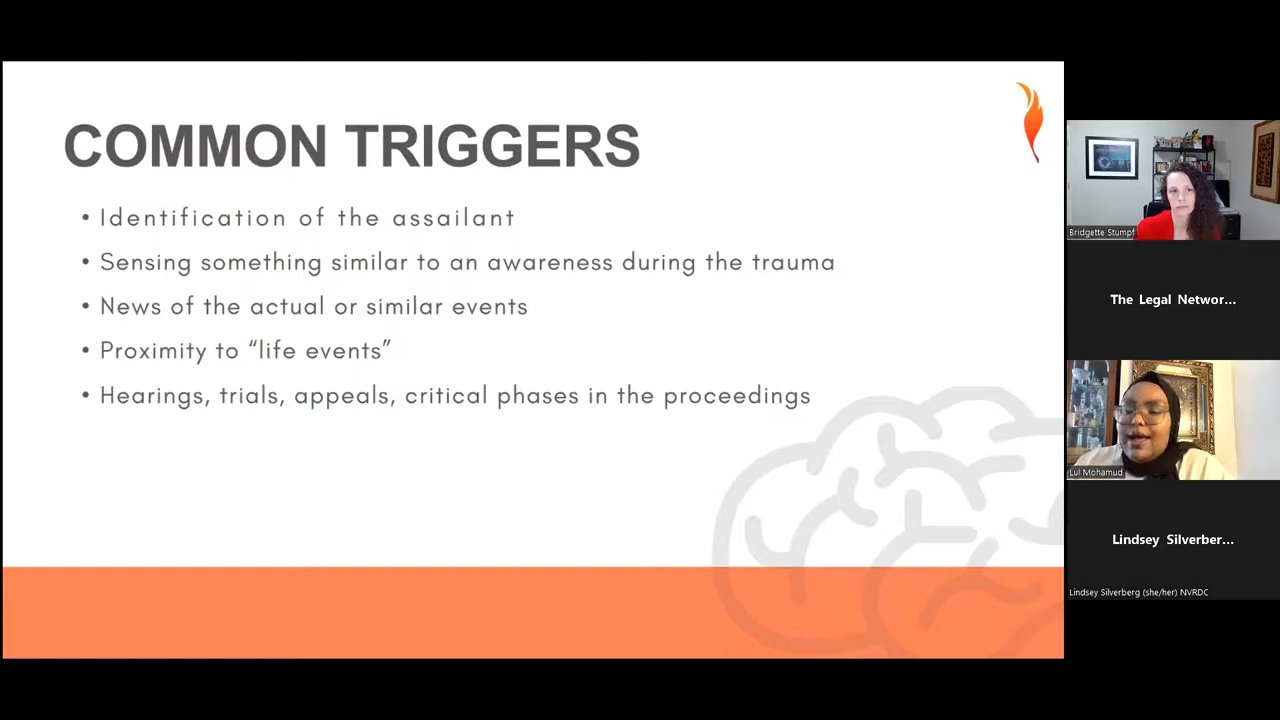 COMMON TRIGGERS
• Identification of the assailant
• Sensing something similar to an awareness during the trauma
• News of the actual or similar events
• Proximity to “life events”
• Hearings, trials, appeals, critical phases in the proceedings
Bridgette Stumpf
The Legal Networ...
Lul Mohamud
Lindsey Silverber...
Lindsey Silverberg (she/her) NVRDC